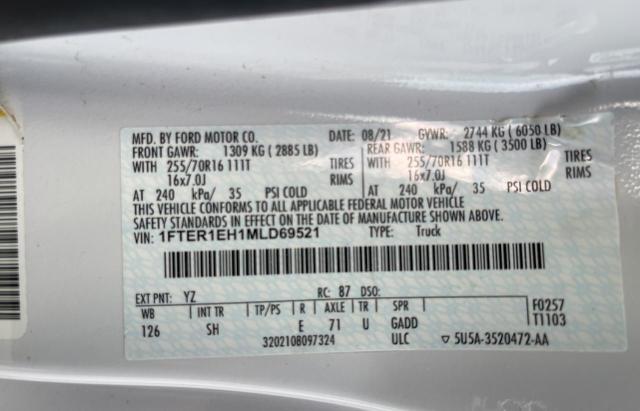 MFD. BY FORD MOTOR CO. DATE: 08/21 GVWR: 2744 KG ( 6050 LB)
FRONT GAWR: 1309 KG ( 2885 LB) REAR GAWR: 1588 KG ( 3500 LB)
WITH 255/70R16 111T TIRES WITH 255/70R16 111T TIRES
16x7.0J RIMS 16x7.0J RIMS
AT 240 kPa/ 35 PSI COLD AT 240 kPa/ 35 PSI COLD
THIS VEHICLE CONFORMS TO ALL APPLICABLE FEDERAL MOTOR VEHICLE
SAFETY STANDARDS IN EFFECT ON THE DATE OF MANUFACTURE SHOWN ABOVE.
VIN: 1FTER1EH1MLD69521 TYPE: Truck
EXT PNT: YZ RC: 87 DSO:
WB INT TR TP/PS R AXLE TR SPR F0257
126 SH E 71 U GADD T1103
3202108097324 ULC ▽ 5U5A-3520472-AA